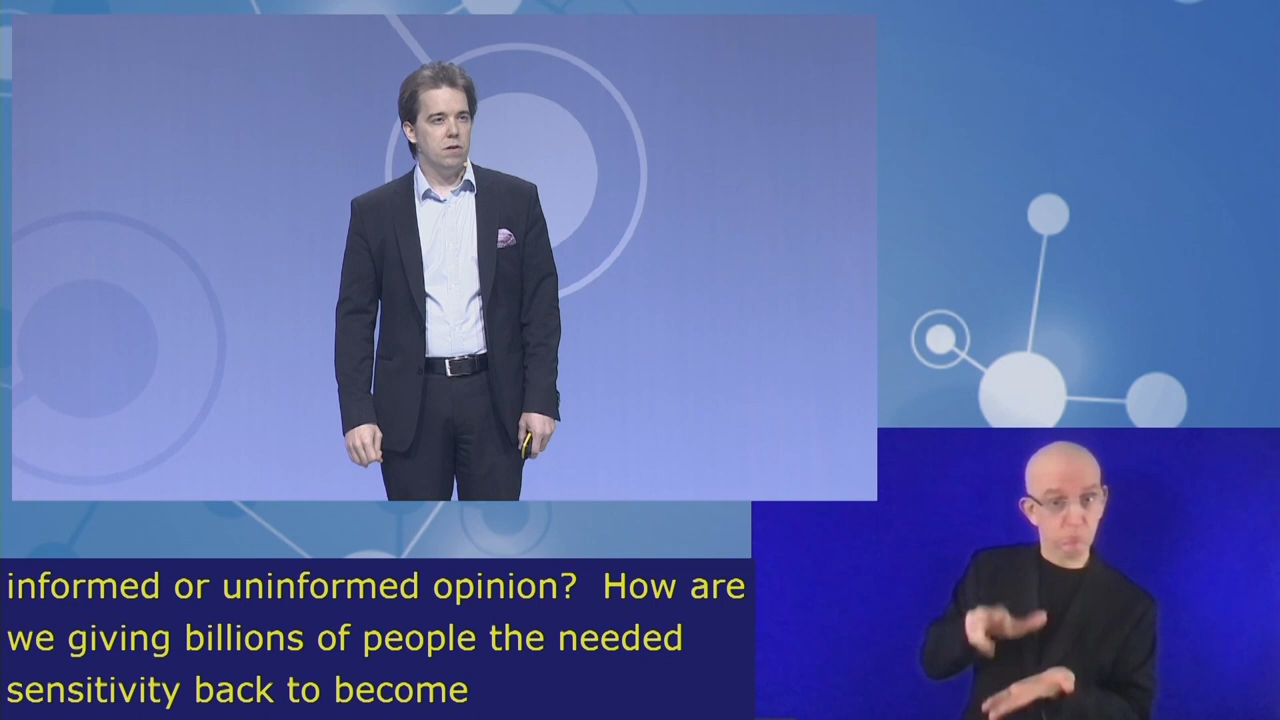 informed or uninformed opinion?  How are
we giving billions of people the needed
sensitivity back to become